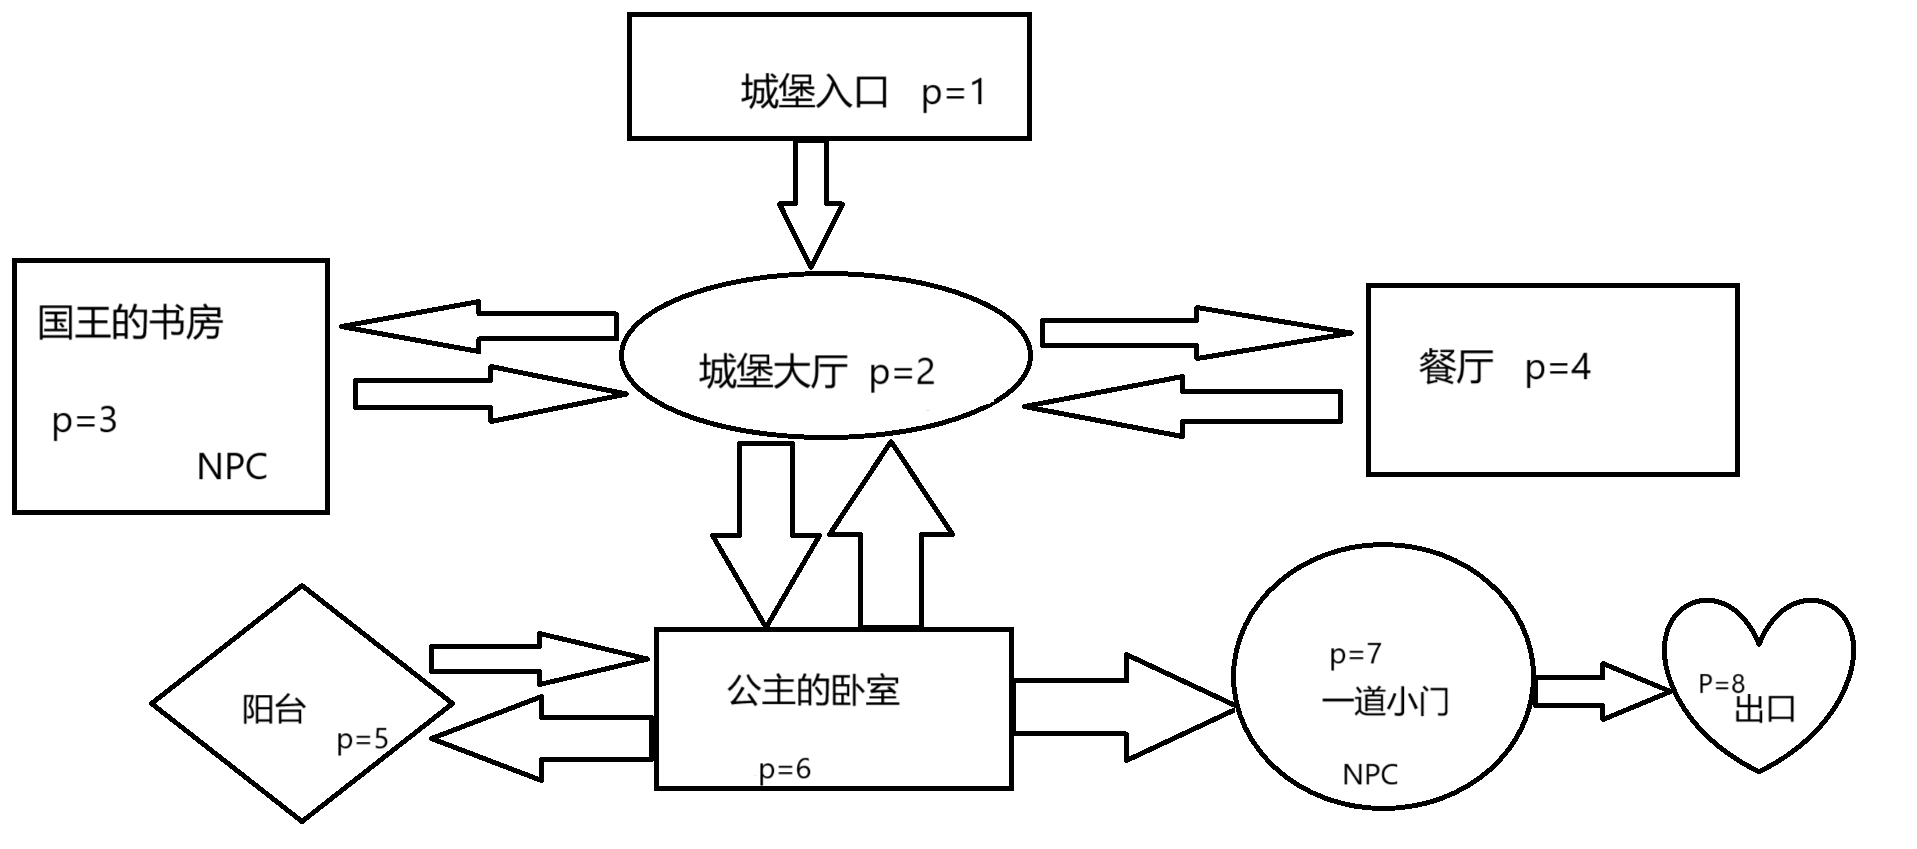 城堡入口 p=1
国王的书房
p=3
NPC
城堡大厅 p=2
餐厅 p=4
阳台
p=5
公主的卧室
p=6
p=7
一道小门
NPC
P=8
出口